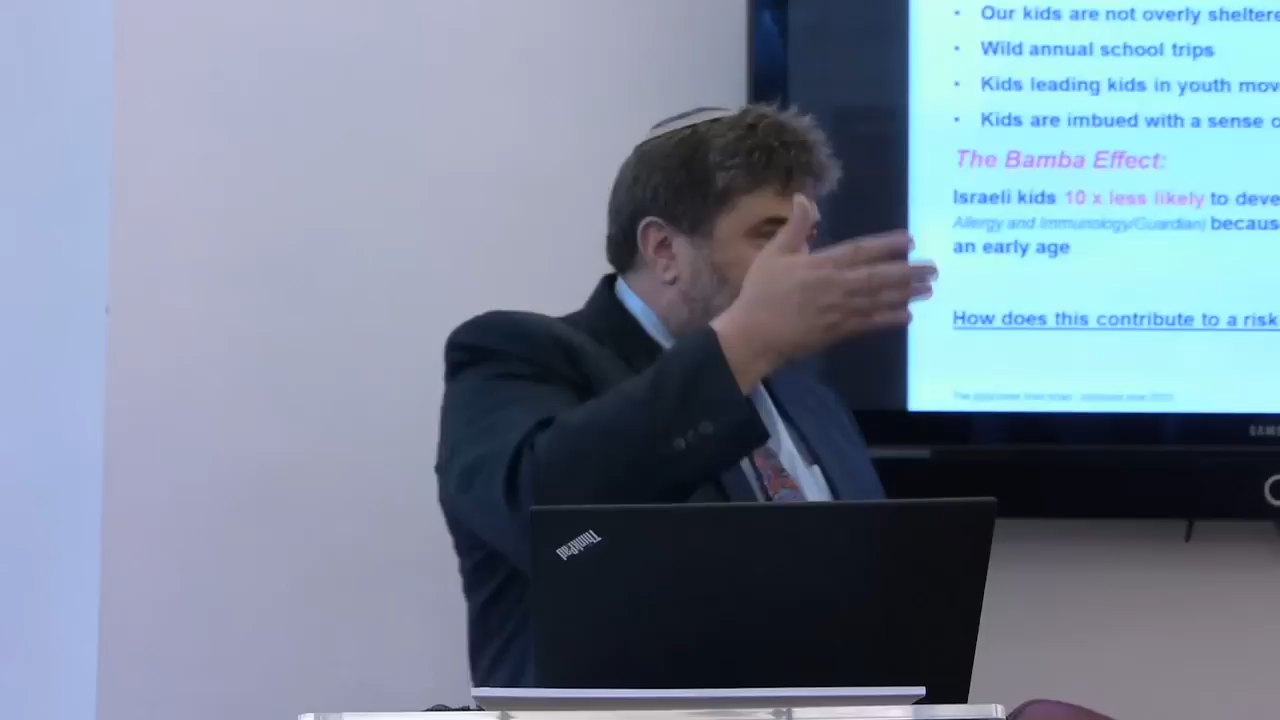 • Our kids are not overly sheltere
• Wild annual school trips
• Kids leading kids in youth mov
• Kids are imbued with a sense o
The Bamba Effect:
Israeli kids 10 x less likely to deve
Allergy and Immunology/Guardian) becaus
an early age
How does this contribute to a risk
SAMS
ThinkPad